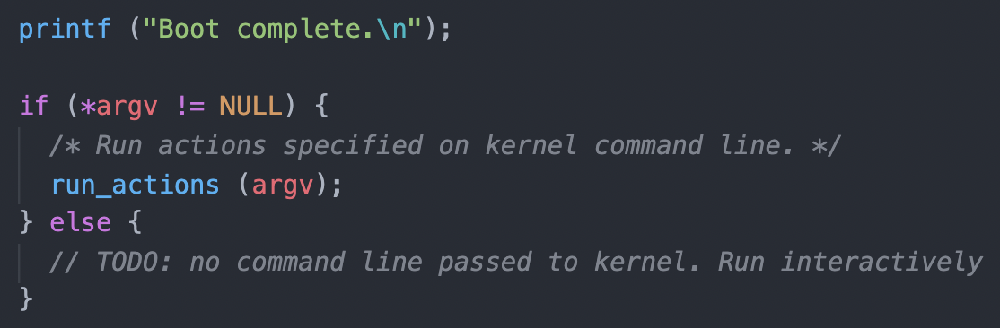 printf ("Boot complete.\n");
if (*argv != NULL) {
/* Run actions specified on kernel command line. */
run_actions (argv);
} else {
// TODO: no command line passed to kernel. Run interactively
}